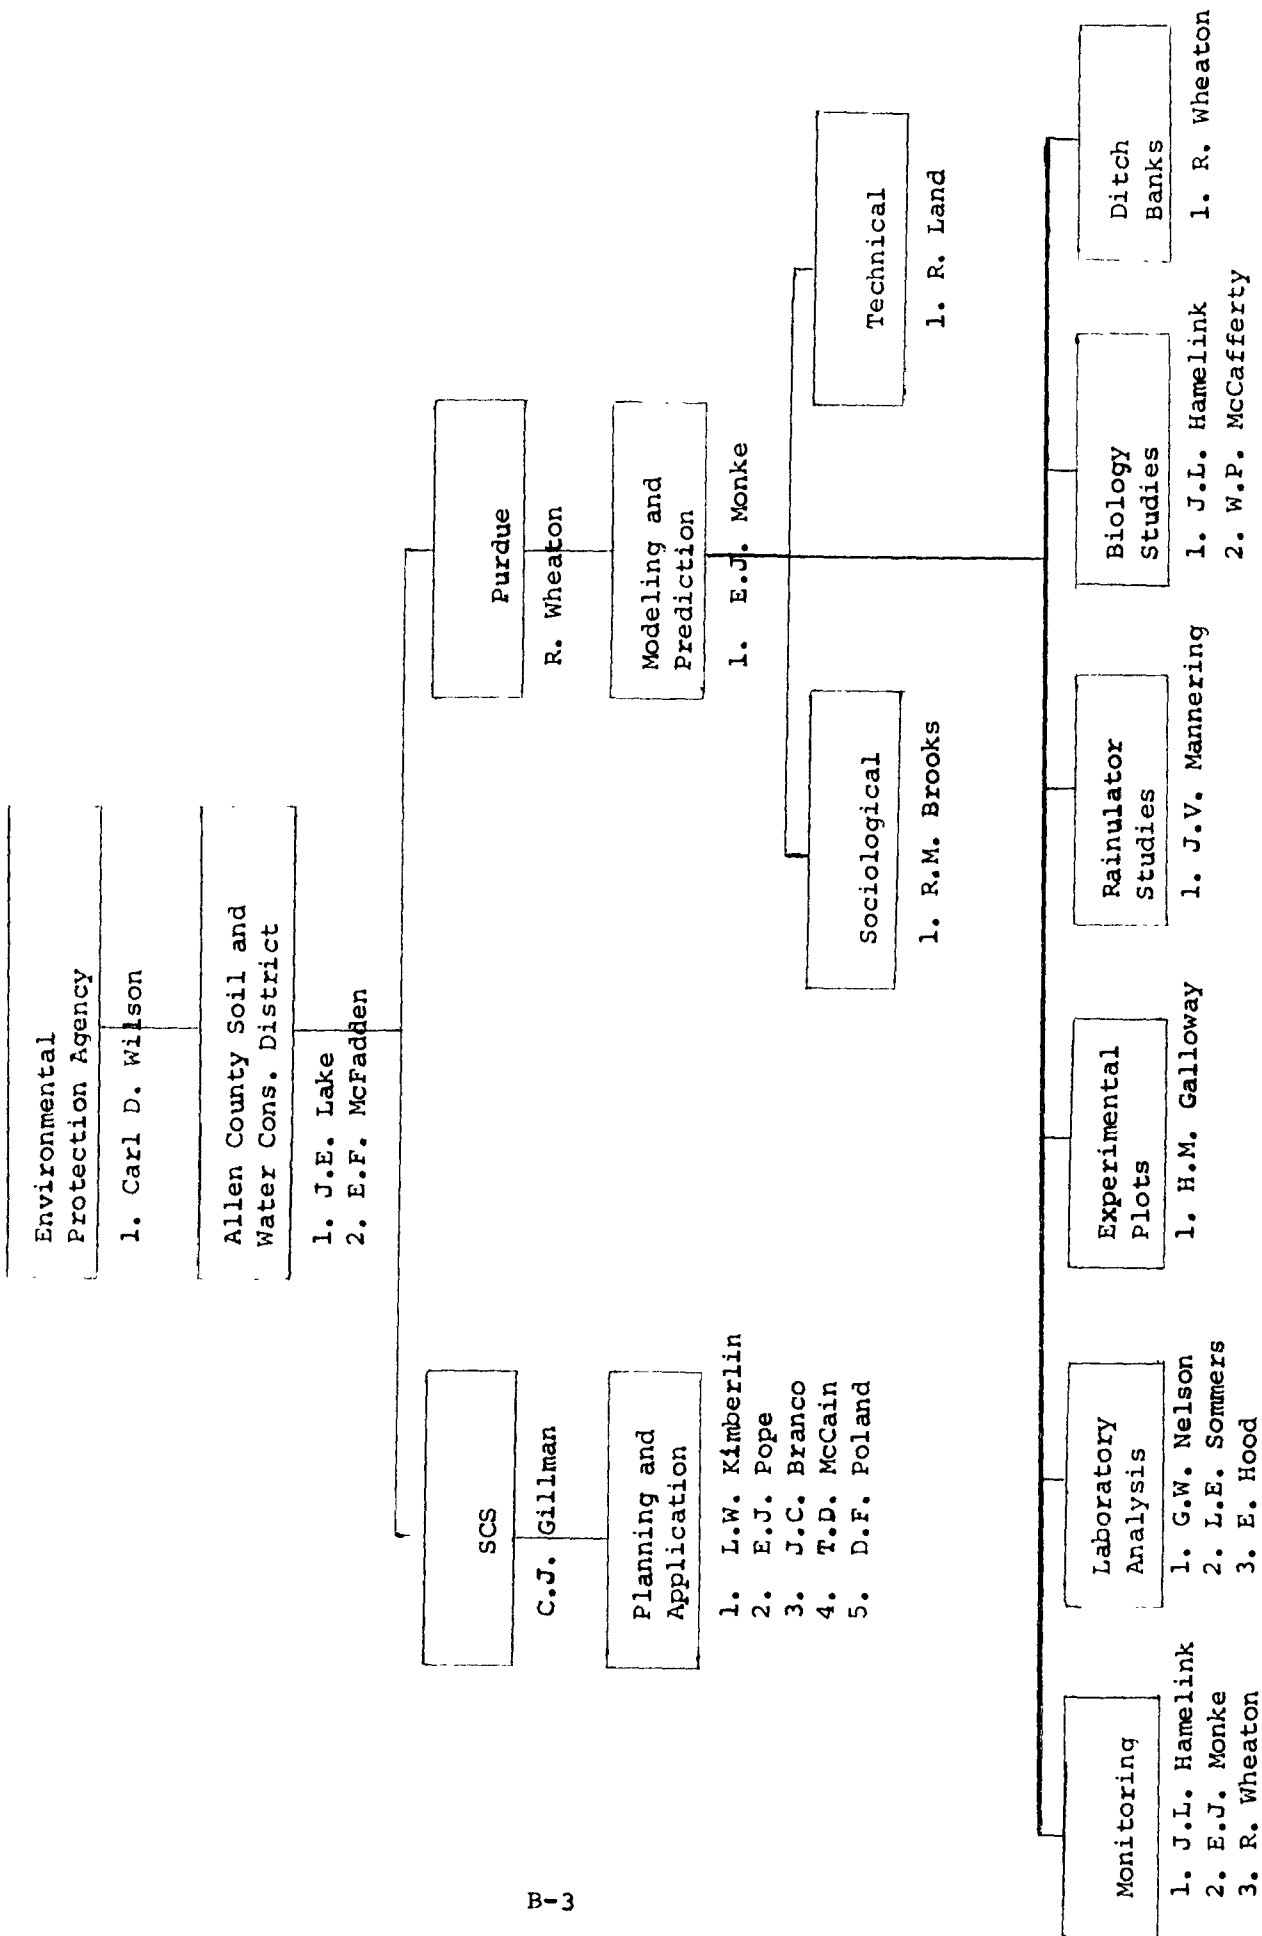 Environmental
Protection Agency
1. Carl D. Wilson
Allen County Soil and
Water Cons. District
1. J.E. Lake
2. E.F. McFadden
SCS
C.J. Gillman
Planning and
Application
1. L.W. Kimberlin
2. E.J. Pope
3. J.C. Branco
4. T.D. McCain
5. D.F. Poland
Purdue
R. Wheaton
Modeling and
Prediction
1. E.J. Monke
Sociological
1. R.M. Brooks
Technical
1. R. Land
Monitoring
1. J.L. Hamelink
2. E.J. Monke
3. R. Wheaton
Laboratory
Analysis
1. G.W. Nelson
2. L.E. Sommers
3. E. Hood
Experimental
Plots
1. H.M. Galloway
Rainulator
Studies
1. J.V. Mannering
Biology
Studies
1. J.L. Hamelink
2. W.P. McCafferty
Ditch
Banks
1. R. Wheaton
B-3